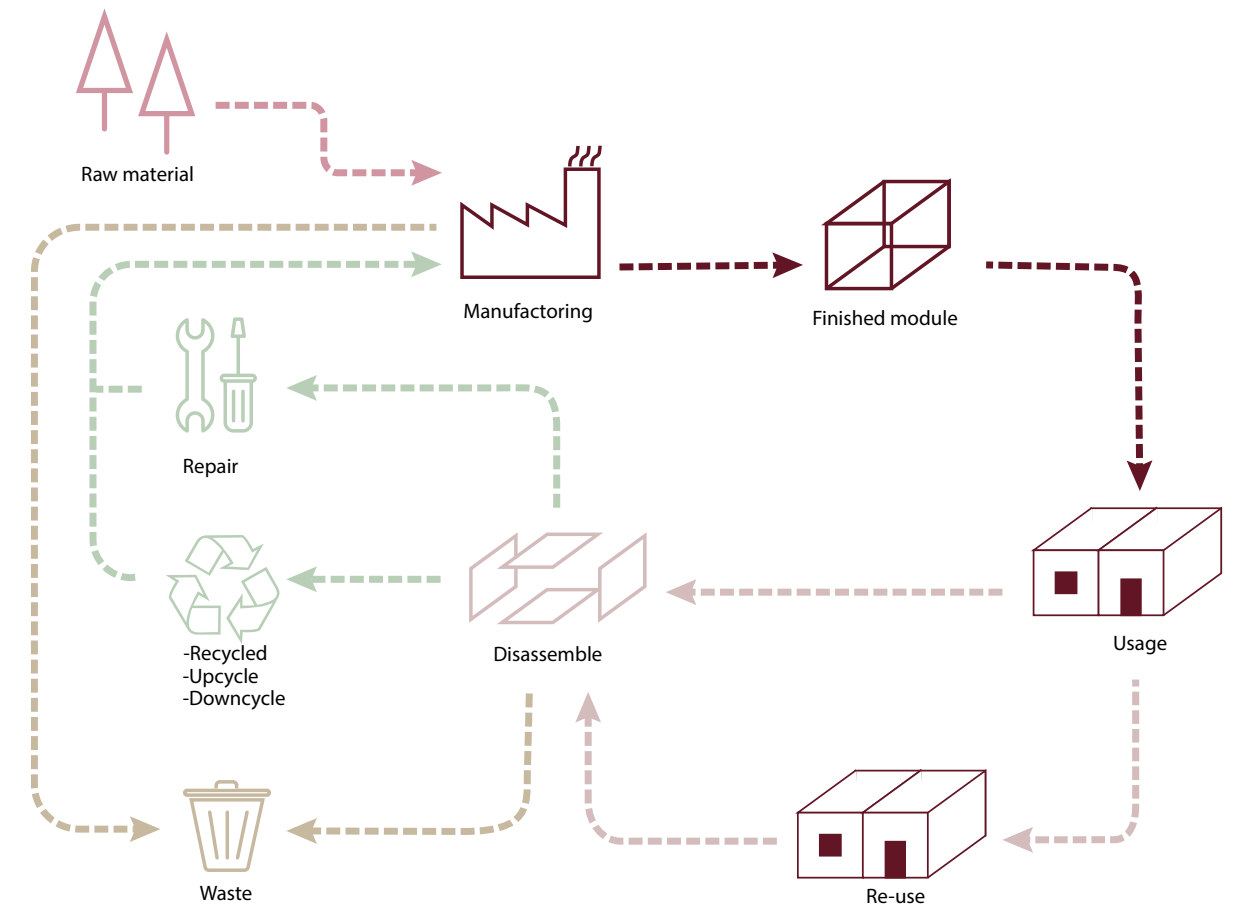 Raw material
Manufactoring
Finished module
Repair
-Recycled
-Upcycle
-Downcycle
Disassemble
Usage
Waste
Re-use